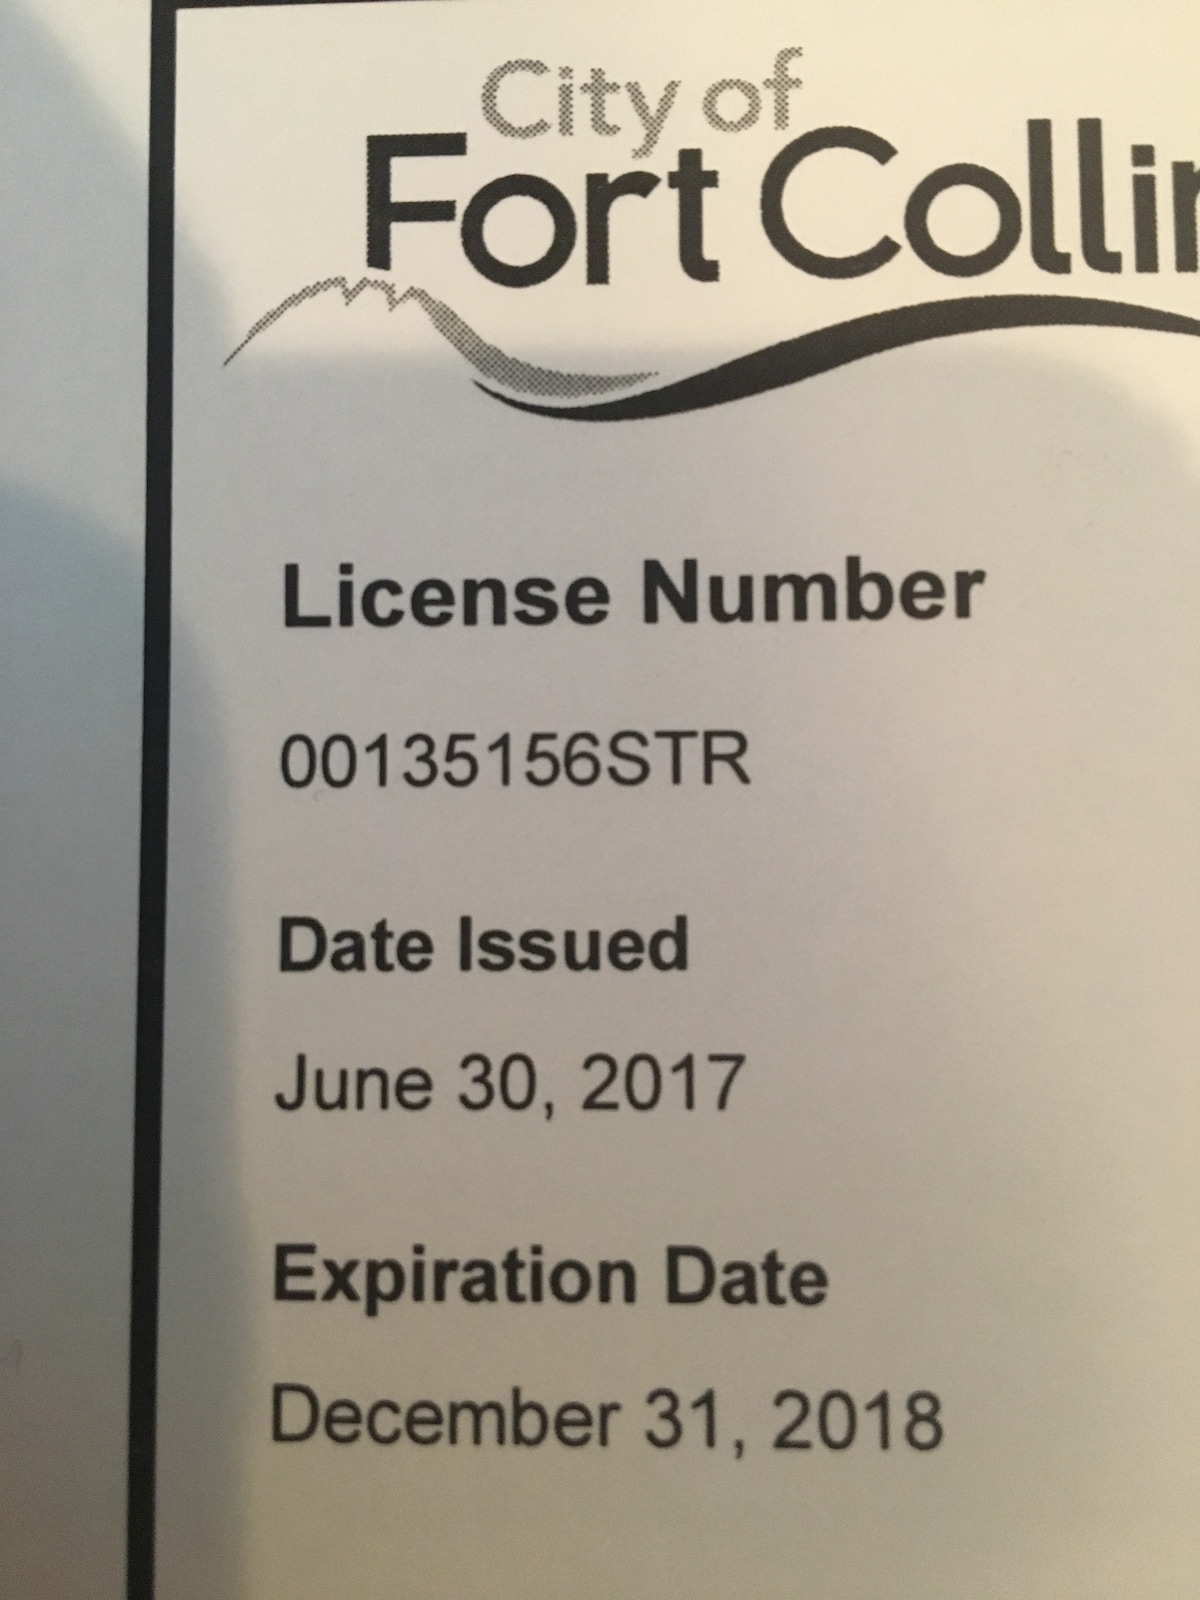 City of
Fort Collin
License Number
00135156STR
Date Issued
June 30, 2017
Expiration Date
December 31, 2018